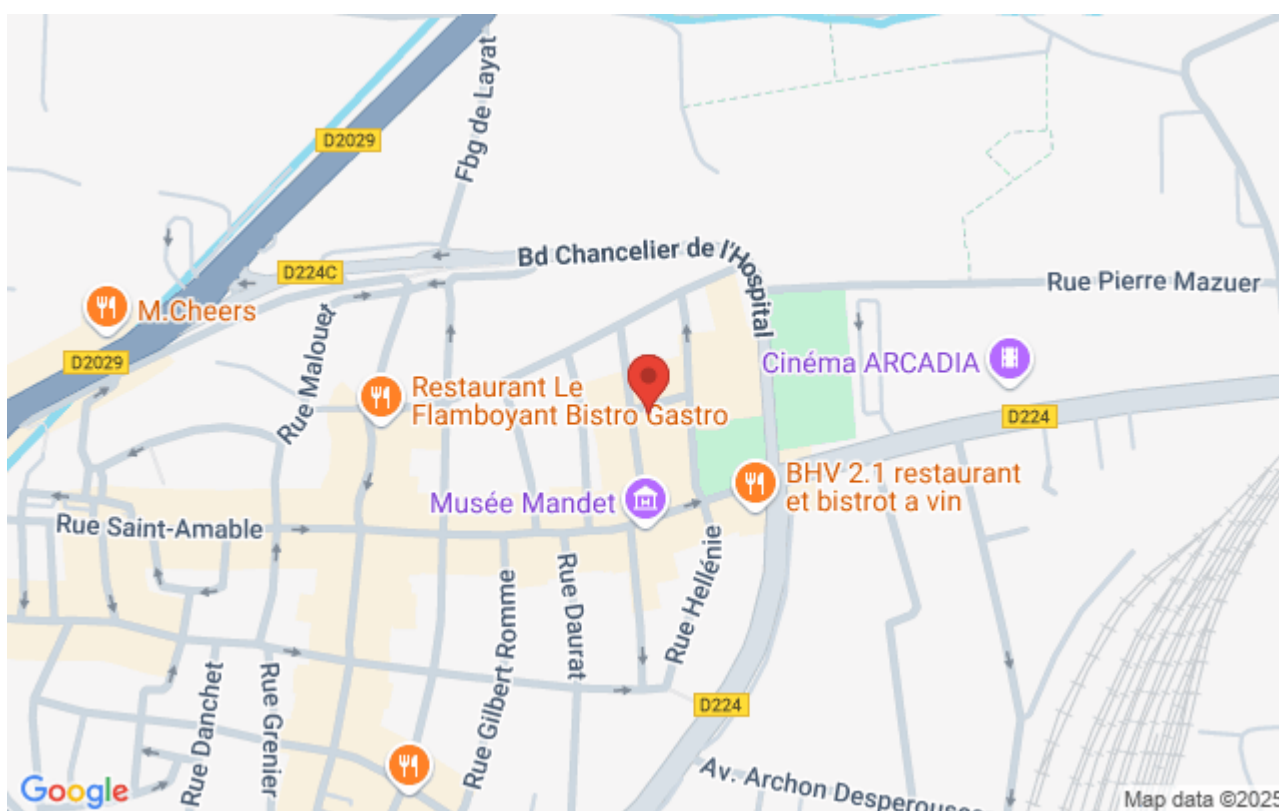 D2029
Fbg de Layat
Bd Chancelier de l'Hospital
D224C
Rue Pierre Mazuer
M.Cheers
D2029
Rue Malouet
Cinéma ARCADIA
Restaurant Le
Flamboyant Bistro Gastro
D224
BHV 2.1 restaurant
et bistrot a vin
Musée Mandet
Rue Saint-Amable
Rue Hellénie
Rue Daurat
Rue Gilbert Romme
Rue Danchet
Rue Grenier
D224
Av. Archon Desperouses
Google
Map data ©2025